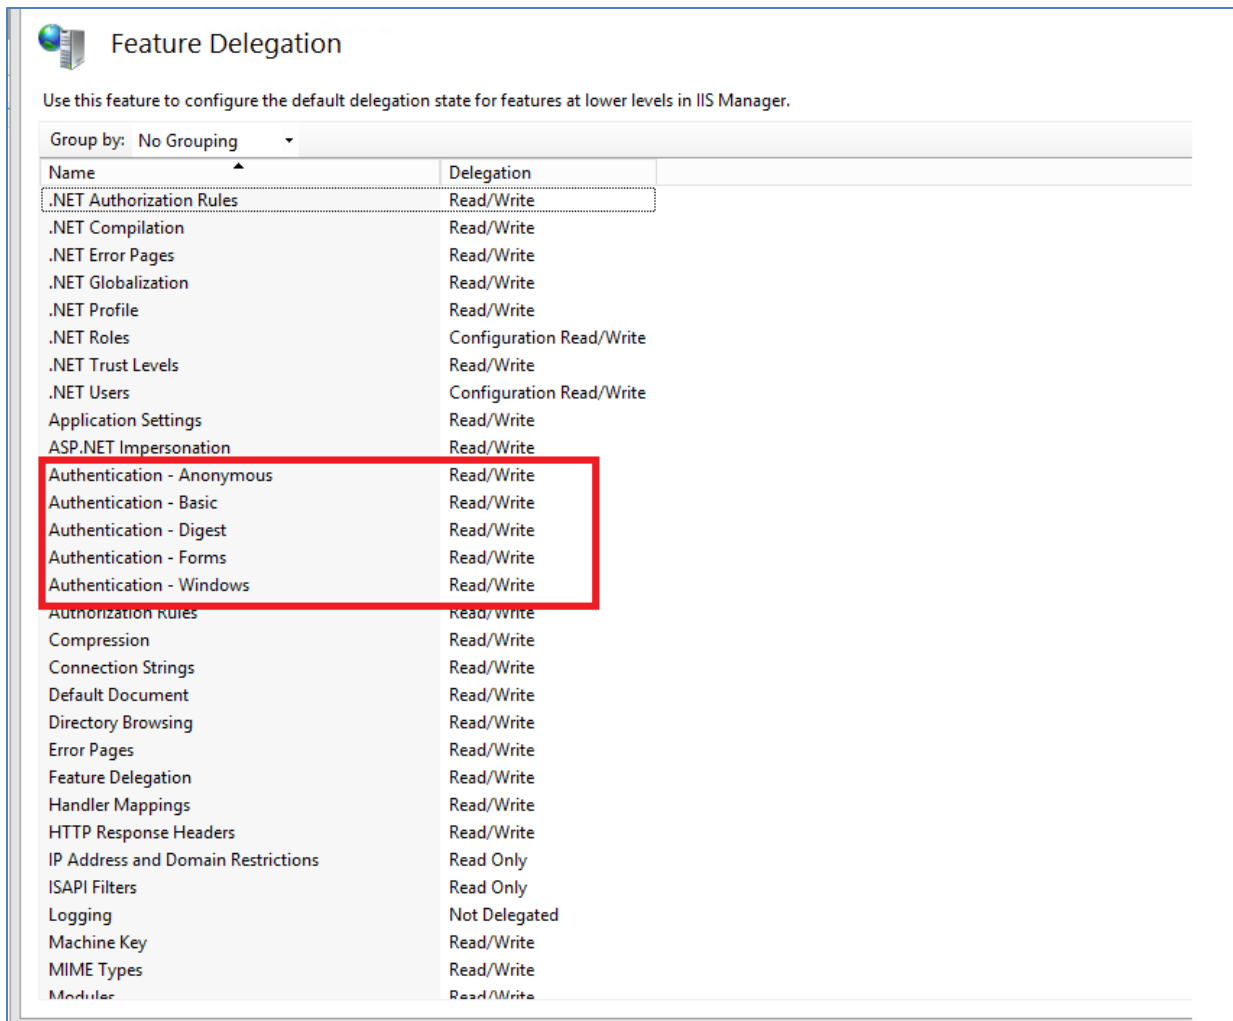 Feature Delegation
Use this feature to configure the default delegation state for features at lower levels in IIS Manager.
Group by: No Grouping
Name Delegation
.NET Authorization Rules Read/Write
.NET Compilation Read/Write
.NET Error Pages Read/Write
.NET Globalization Read/Write
.NET Profile Read/Write
.NET Roles Configuration Read/Write
.NET Trust Levels Read/Write
.NET Users Configuration Read/Write
Application Settings Read/Write
ASP.NET Impersonation Read/Write
Authentication - Anonymous Read/Write
Authentication - Basic Read/Write
Authentication - Digest Read/Write
Authentication - Forms Read/Write
Authentication - Windows Read/Write
Authorization Rules Read/Write
Compression Read/Write
Connection Strings Read/Write
Default Document Read/Write
Directory Browsing Read/Write
Error Pages Read/Write
Feature Delegation Read/Write
Handler Mappings Read/Write
HTTP Response Headers Read/Write
IP Address and Domain Restrictions Read Only
ISAPI Filters Read Only
Logging Not Delegated
Machine Key Read/Write
MIME Types Read/Write
Modules Read/Write